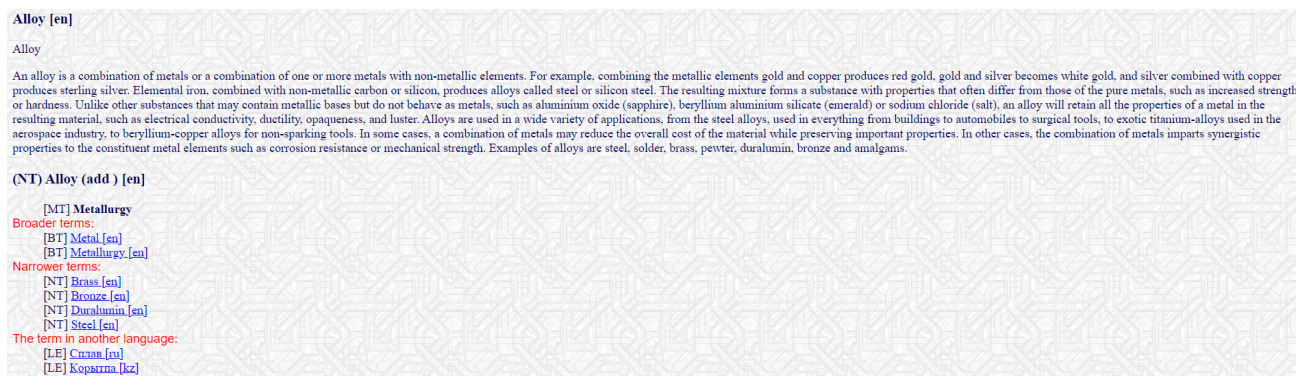 Alloy [en]
Alloy
An alloy is a combination of metals or a combination of one or more metals with non-metallic elements. For example, combining the metallic elements gold and copper produces red gold, gold and silver becomes white gold, and silver combined with copper
produces sterling silver. Elemental iron, combined with non-metallic carbon or silicon, produces alloys called steel or silicon steel. The resulting mixture forms a substance with properties that often differ from those of the pure metals, such as increased strength
or hardness. Unlike other substances that may contain metallic bases but do not behave as metals, such as aluminium oxide (sapphire), beryllium aluminium silicate (emerald) or sodium chloride (salt), an alloy will retain all the properties of a metal in the
resulting material, such as electrical conductivity, ductility, opaqueness, and luster. Alloys are used in a wide variety of applications, from the steel alloys, used in everything from buildings to automobiles to surgical tools, to exotic titanium-alloys used in the
aerospace industry, to beryllium-copper alloys for non-sparking tools. In some cases, a combination of metals may reduce the overall cost of the material while preserving important properties. In other cases, the combination of metals imparts synergistic
properties to the constituent metal elements such as corrosion resistance or mechanical strength. Examples of alloys are steel, solder, brass, pewter, duralumin, bronze and amalgams.
(NT) Alloy (add ) [en]
[MT] Metallurgy
Broader terms:
[BT] Metal [en]
[BT] Metallurgy [en]
Narrower terms:
[NT] Brass [en]
[NT] Bronze [en]
[NT] Duralumin [en]
[NT] Steel [en]
The term in another language:
[LE] Сплав [ru]
[LE] Қорытпа [kz]